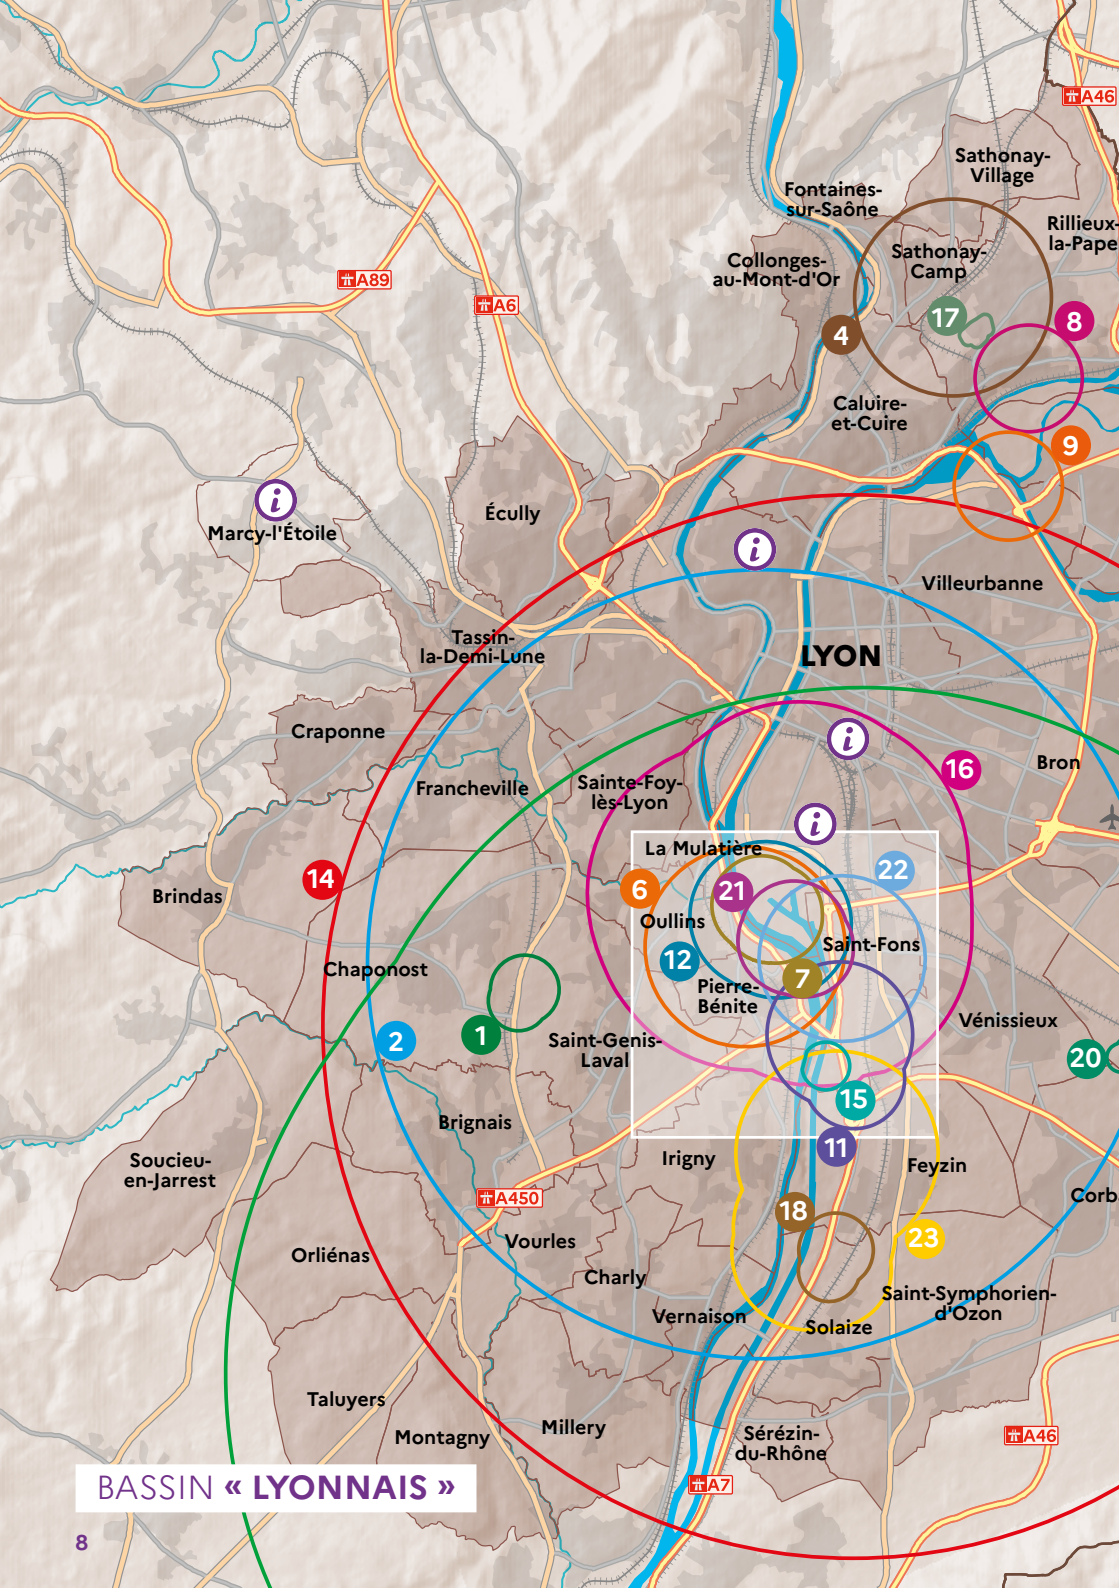 A46
Sathonay-
Village
Fontaines-
sur-Saône
Rillieux-
la-Pape
Sathonay-
Camp
Collonges-
au-Mont-d'Or
A89
A6
17
8
4
Caluire-
et-Cuire
9
i
Écully
Marcy-l'Étoile
i
Villeurbanne
Tassin-
la-Demi-Lune
LYON
Craponne
i
Bron
16
Francheville
Sainte-Foy-
lès-Lyon
i
La Mulatière
22
14
6
21
Brindas
Oullins
Saint-Fons
12
Chaponost
7
Pierre-
Bénite
Vénissieux
1
2
Saint-Genis-
Laval
20
15
Brignais
11
Irigny
Feyzin
Soucieu-
en-Jarrest
A450
Corb
18
23
Vourles
Orliénas
Charly
Saint-Symphorien-
d'Ozon
Vernaison
Solaize
Taluyers
Millery
Montagny
Sérézin-
du-Rhône
A46
A7
BASSIN « LYONNAIS »
8